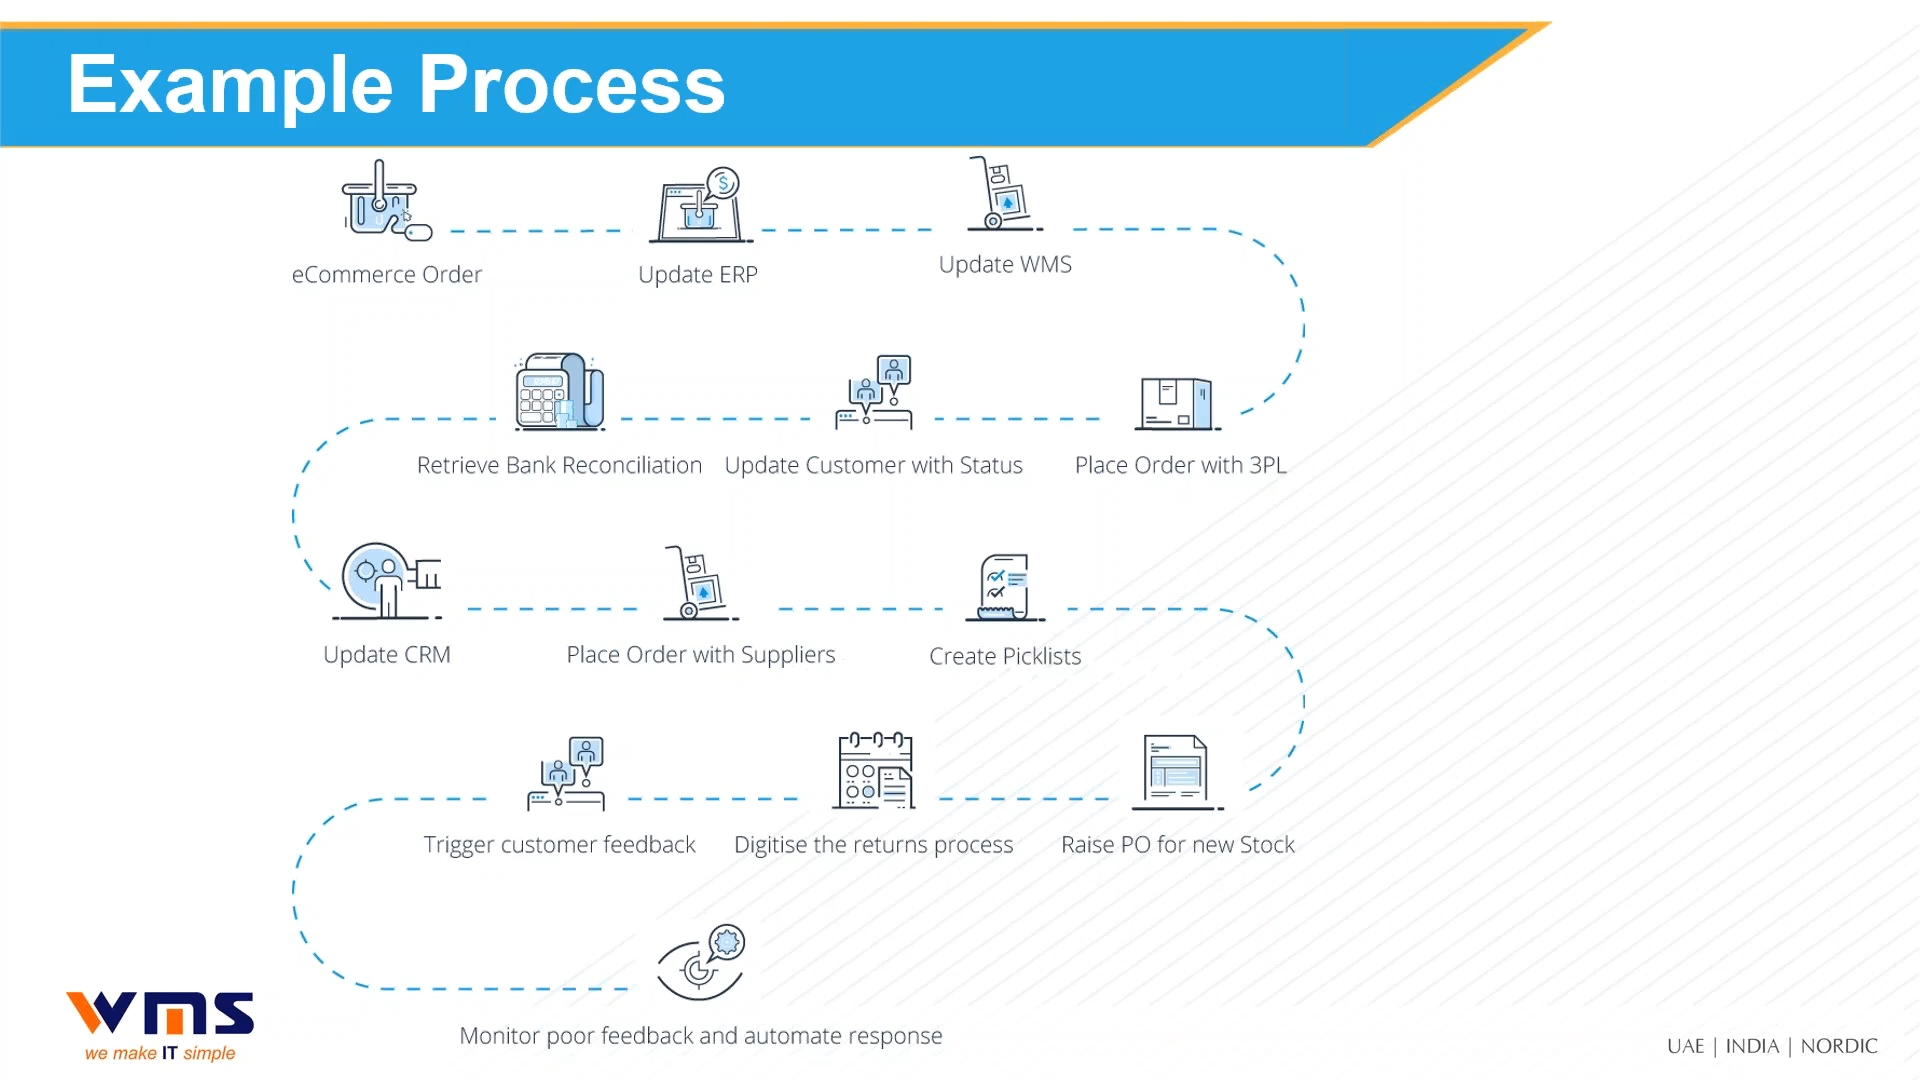 Example Process
eCommerce Order
Update ERP
Update WMS
Retrieve Bank Reconciliation
Update Customer with Status
Place Order with 3PL
Update CRM
Place Order with Suppliers
Create Picklists
Trigger customer feedback
Digitise the returns process
Raise PO for new Stock
Monitor poor feedback and automate response
wms
we make IT simple
UAE | INDIA | NORDIC